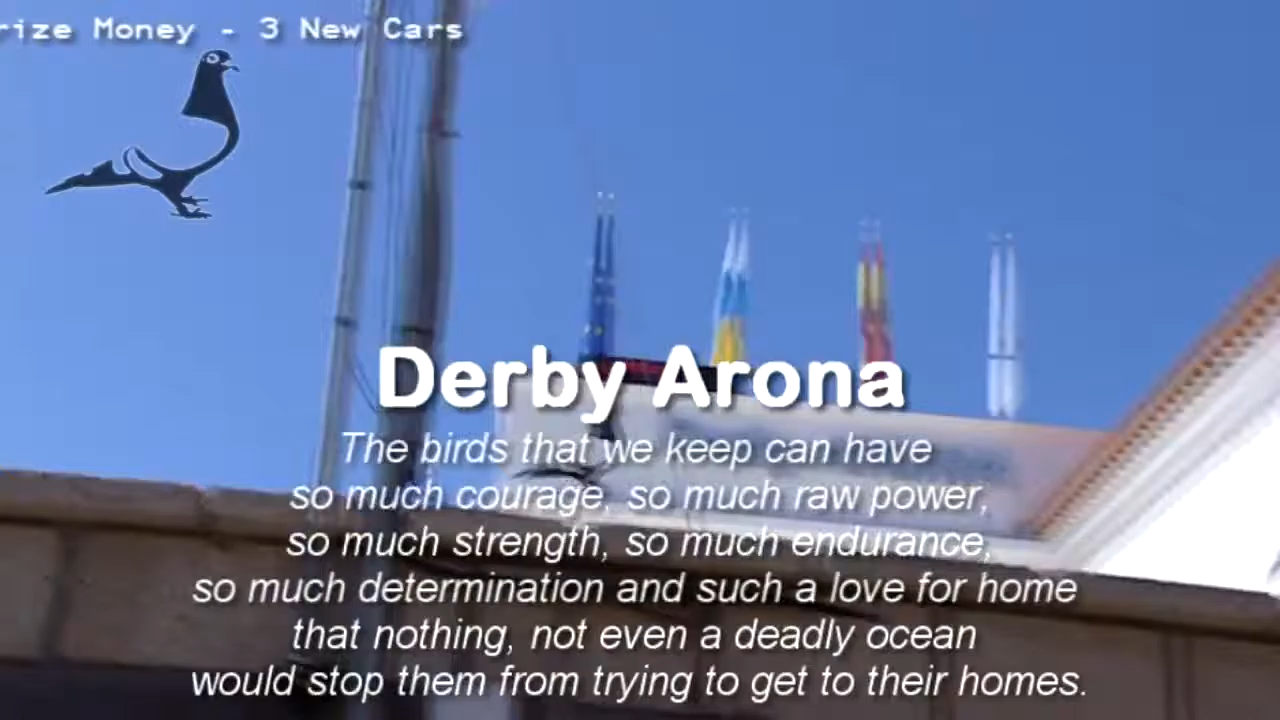 rize Money - 3 New Cars
Derby Arona
The birds that we keep can have
so much courage, so much raw power,
so much strength, so much endurance,
so much determination and such a love for home
that nothing, not even a deadly ocean
would stop them from trying to get to their homes.